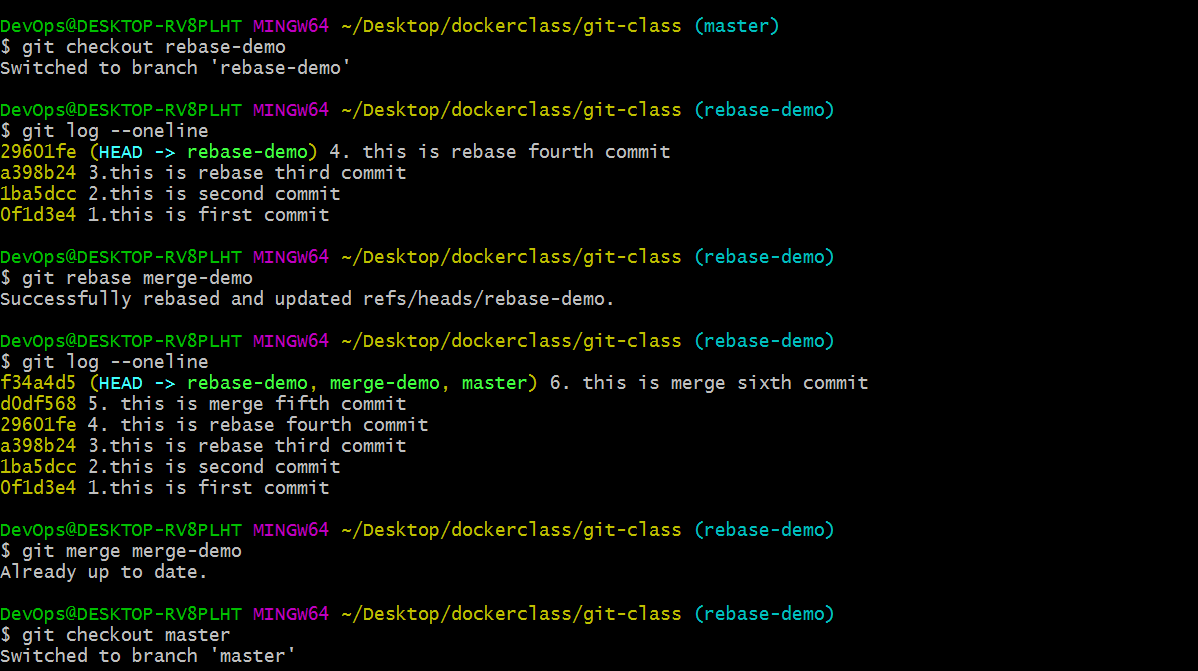 DevOps@DESKTOP-RV8PLHT MINGW64 ~/Desktop/dockerclass/git-class (master)
$ git checkout rebase-demo
Switched to branch 'rebase-demo'
DevOps@DESKTOP-RV8PLHT MINGW64 ~/Desktop/dockerclass/git-class (rebase-demo)
$ git log --oneline
29601fe (HEAD -> rebase-demo) 4. this is rebase fourth commit
a398b24 3.this is rebase third commit
1ba5dcc 2.this is second commit
0f1d3e4 1.this is first commit
DevOps@DESKTOP-RV8PLHT MINGW64 ~/Desktop/dockerclass/git-class (rebase-demo)
$ git rebase merge-demo
Successfully rebased and updated refs/heads/rebase-demo.
DevOps@DESKTOP-RV8PLHT MINGW64 ~/Desktop/dockerclass/git-class (rebase-demo)
$ git log --oneline
f34a4d5 (HEAD -> rebase-demo, merge-demo, master) 6. this is merge sixth commit
d0df568 5. this is merge fifth commit
29601fe 4. this is rebase fourth commit
a398b24 3.this is rebase third commit
1ba5dcc 2.this is second commit
0f1d3e4 1.this is first commit
DevOps@DESKTOP-RV8PLHT MINGW64 ~/Desktop/dockerclass/git-class (rebase-demo)
$ git merge merge-demo
Already up to date.
DevOps@DESKTOP-RV8PLHT MINGW64 ~/Desktop/dockerclass/git-class (rebase-demo)
$ git checkout master
Switched to branch 'master'